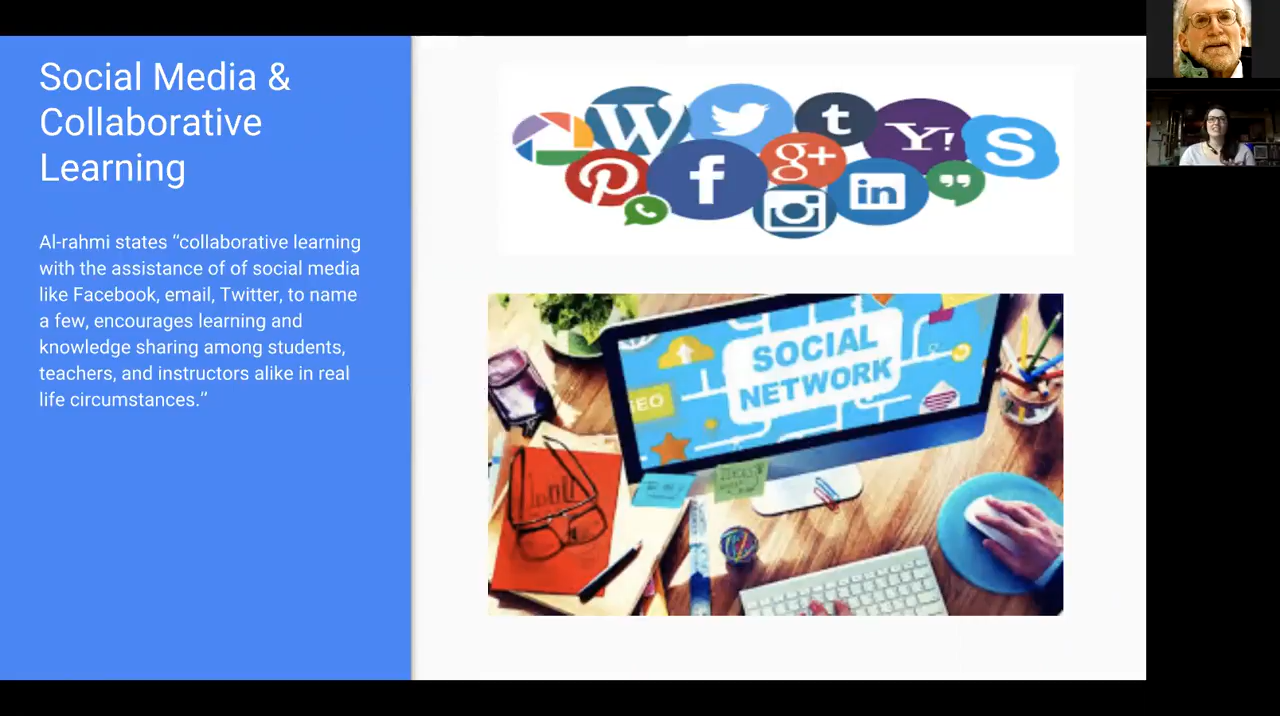 Social Media &
Collaborative
Learning
Al-rahmi states “collaborative learning
with the assistance of of social media
like Facebook, email, Twitter, to name
a few, encourages learning and
knowledge sharing among students,
teachers, and instructors alike in real
life circumstances.”
W
t
Y!
S
f
g+
in
SOCIAL
NETWORK
SEO